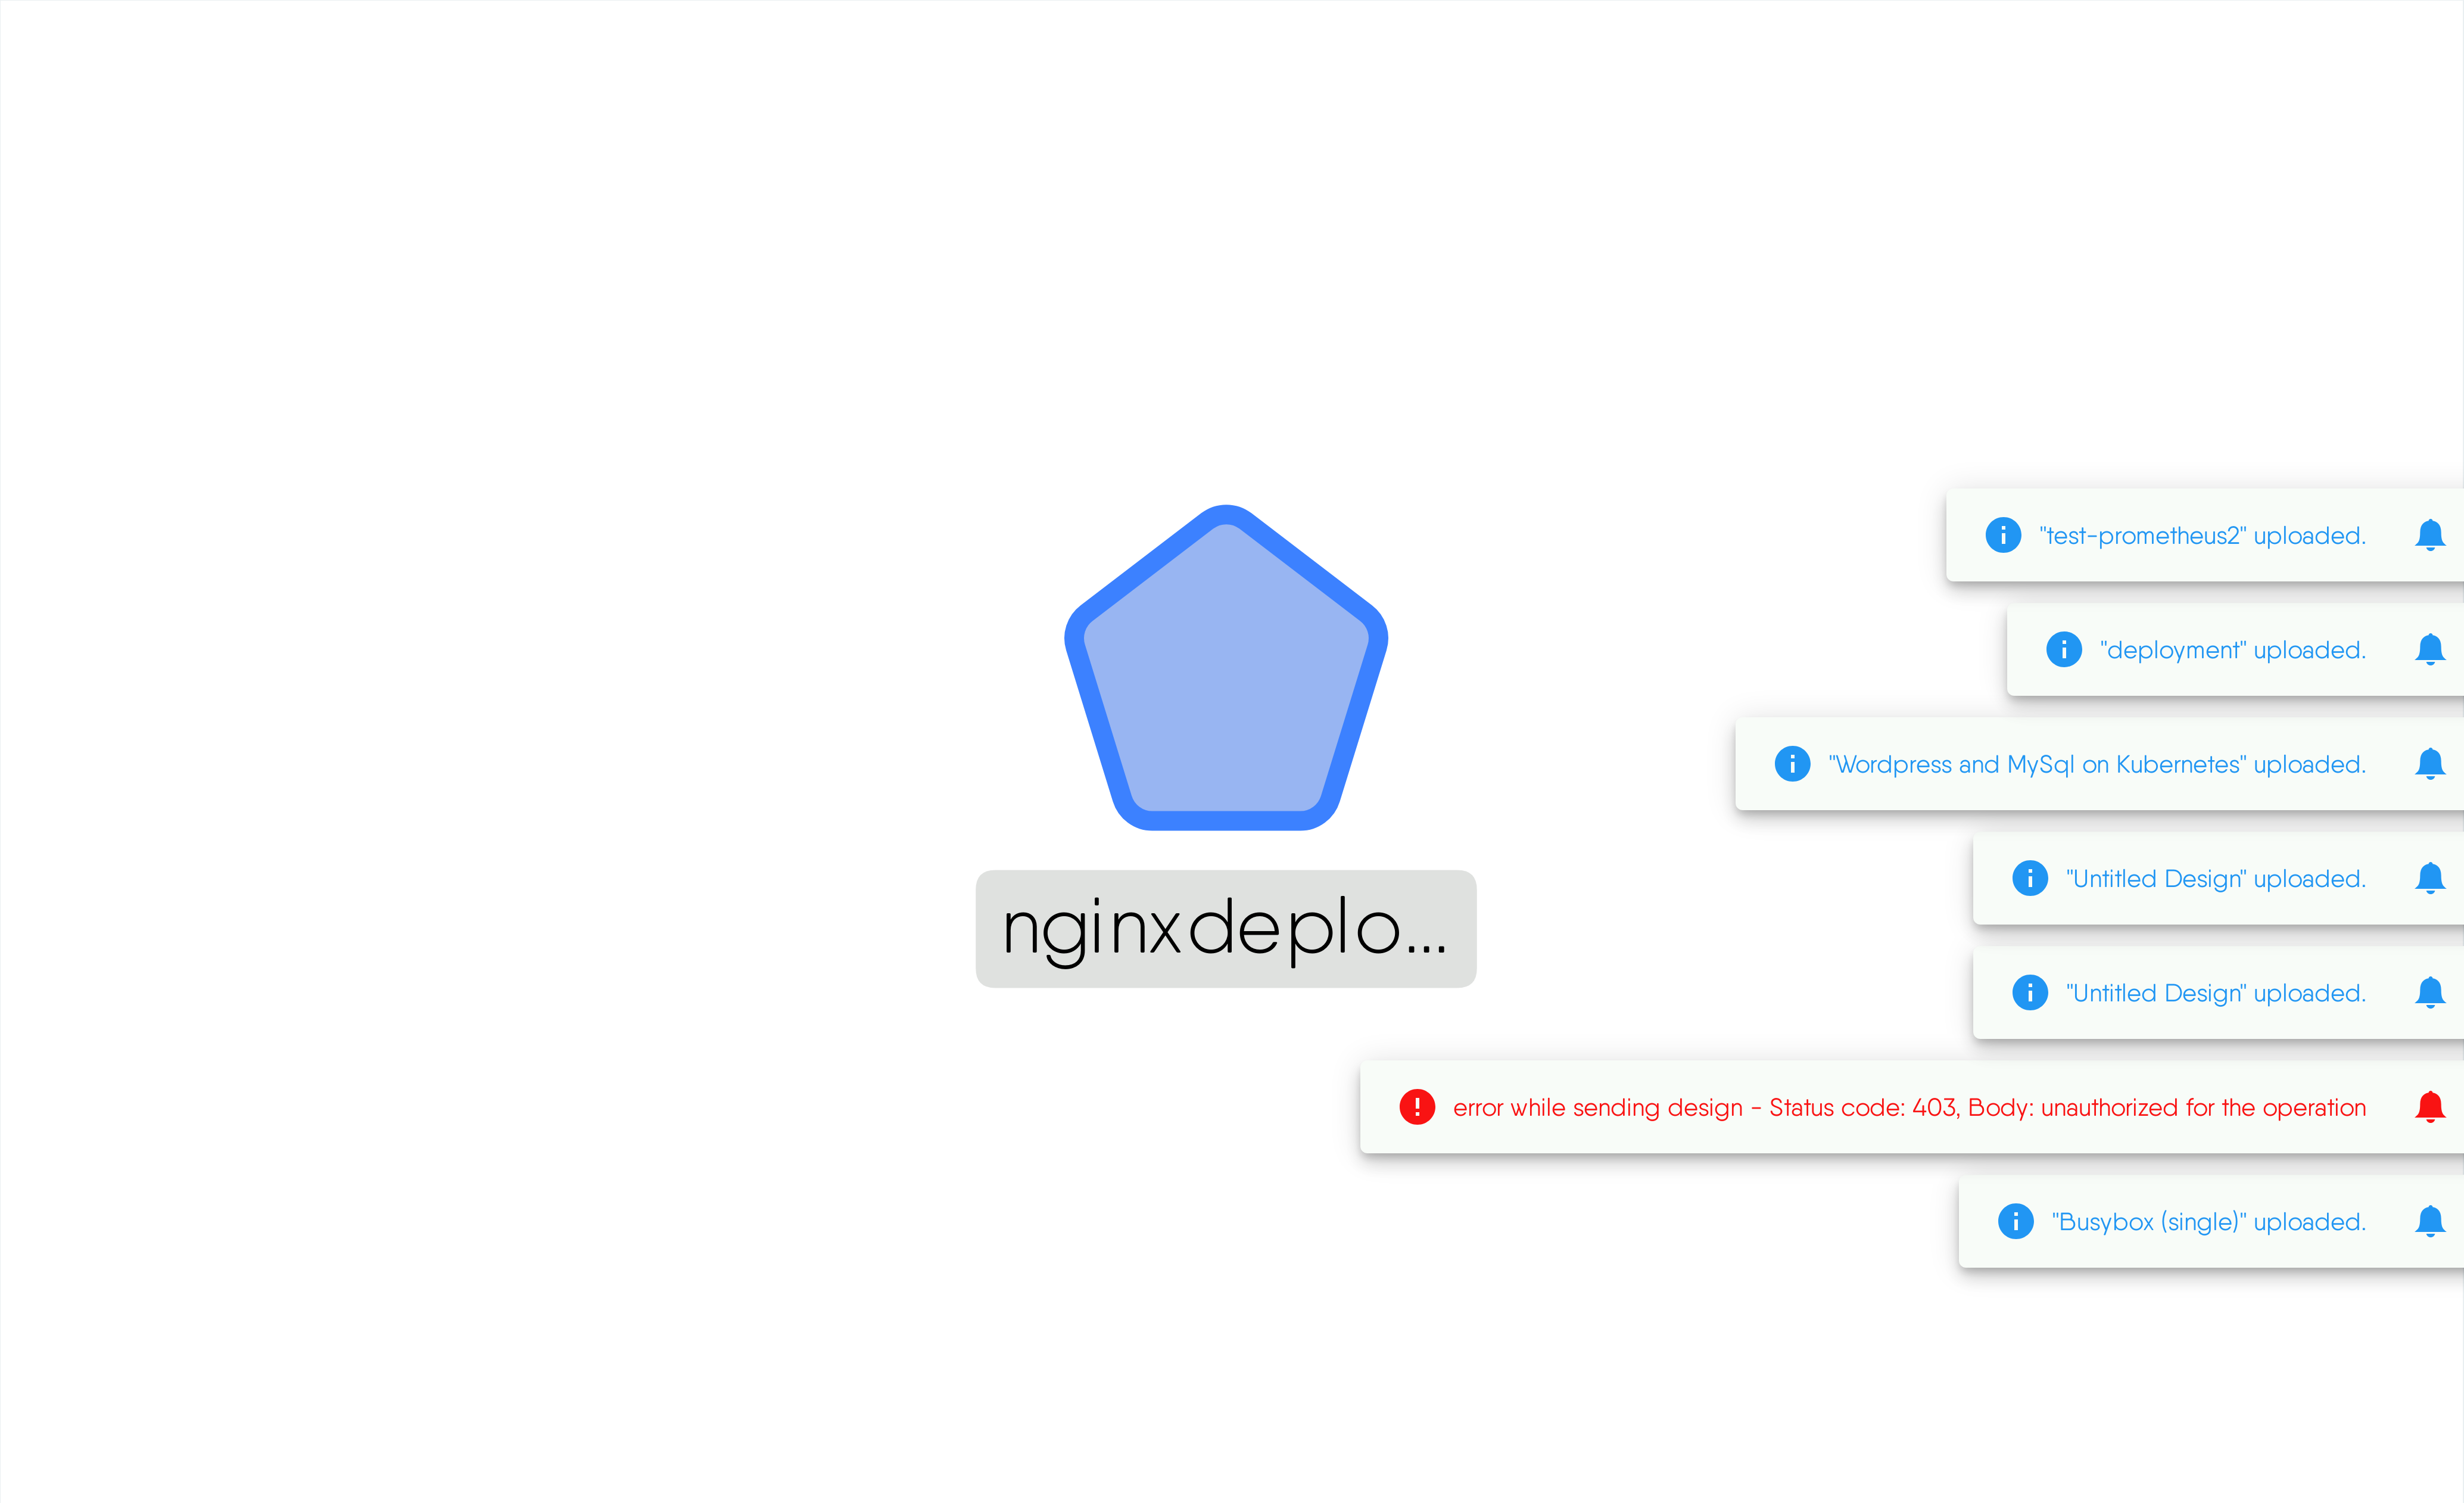 "test-prometheus2" uploaded.
"deployment" uploaded.
"Wordpress and MySql on Kubernetes" uploaded.
"Untitled Design" uploaded.
nginxdeplo...
"Untitled Design" uploaded.
error while sending design - Status code: 403, Body: unauthorized for the operation
"Busybox (single)" uploaded.